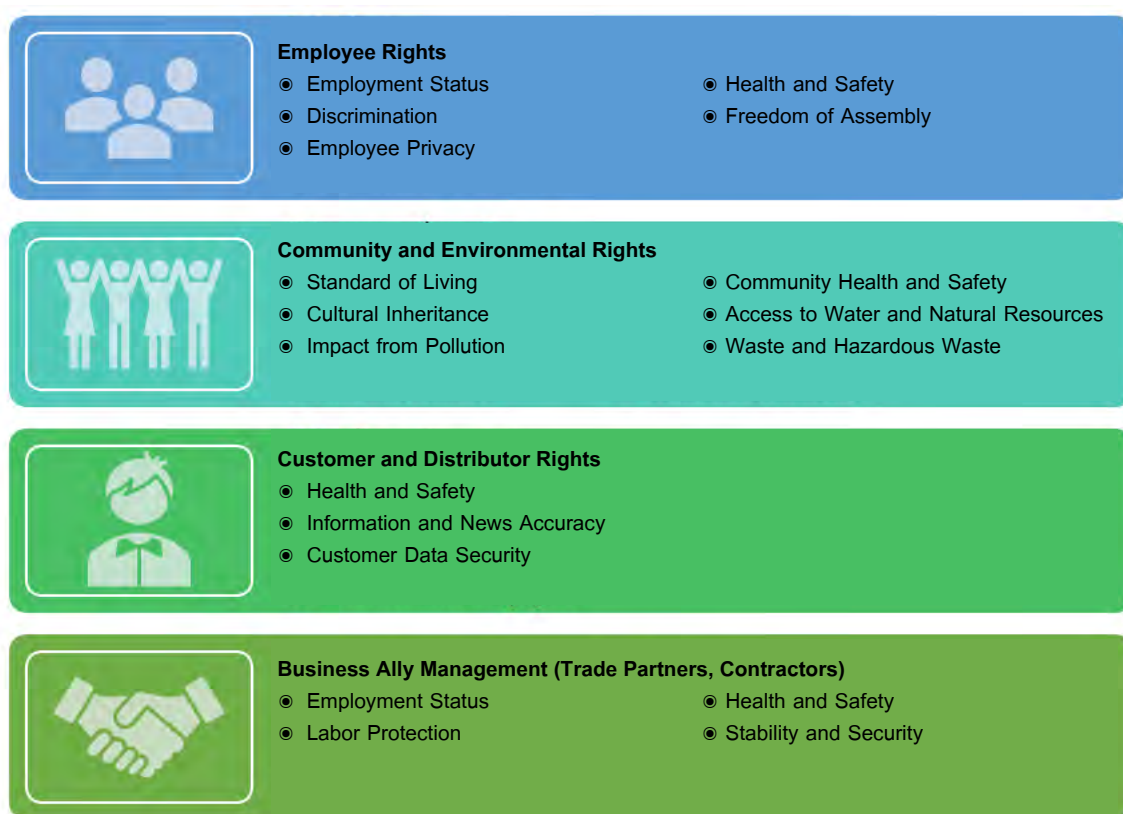 Employee Rights
◉ Employment Status
◉ Discrimination
◉ Employee Privacy
◉ Health and Safety
◉ Freedom of Assembly
Community and Environmental Rights
◉ Standard of Living
◉ Cultural Inheritance
◉ Impact from Pollution
◉ Community Health and Safety
◉ Access to Water and Natural Resources
◉ Waste and Hazardous Waste
Customer and Distributor Rights
◉ Health and Safety
◉ Information and News Accuracy
◉ Customer Data Security
Business Ally Management (Trade Partners, Contractors)
◉ Employment Status
◉ Labor Protection
◉ Health and Safety
◉ Stability and Security